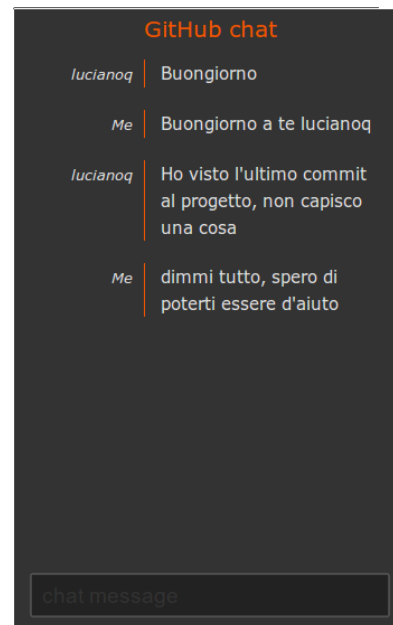 GitHub chat
lucianoq Buongiorno
Me Buongiorno a te lucianoq
lucianoq Ho visto l'ultimo commit
al progetto, non capisco
una cosa
Me dimmi tutto, spero di
poterti essere d'aiuto
chat message